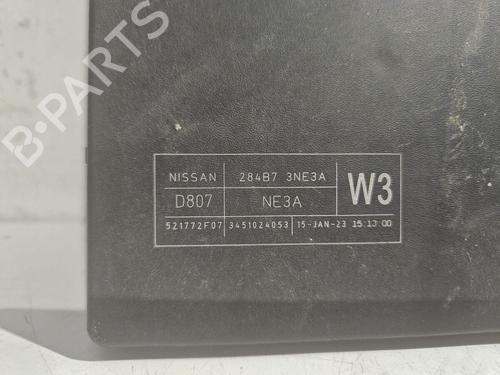 B-PARTS
NISSAN 284B7 3NE3A
D807 NE3A W3
521772F07 3451024053 15-JAN-23 15:13:00